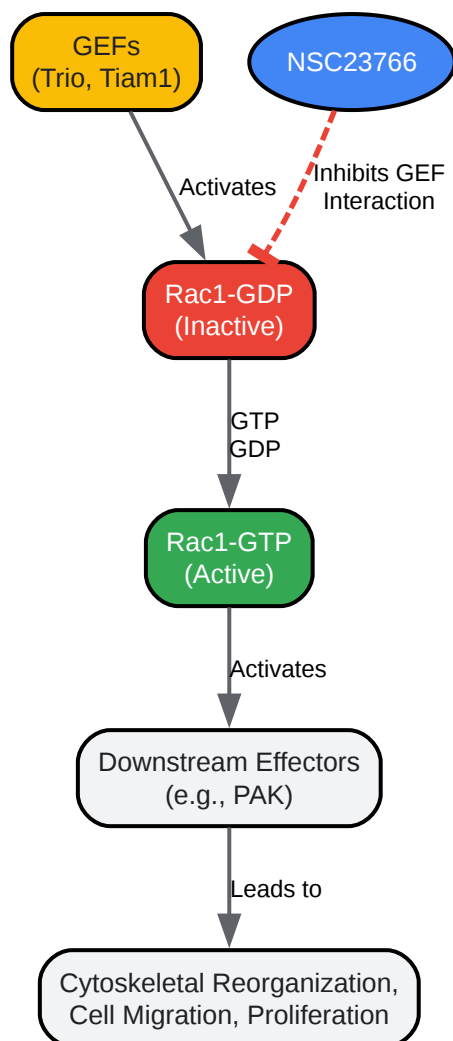 GEFs
(Trio, Tiam1)
NSC23766
Activates
Inhibits GEF
Interaction
Rac1-GDP
(Inactive)
GTP
GDP
Rac1-GTP
(Active)
Activates
Downstream Effectors
(e.g., PAK)
Leads to
Cytoskeletal Reorganization,
Cell Migration, Proliferation